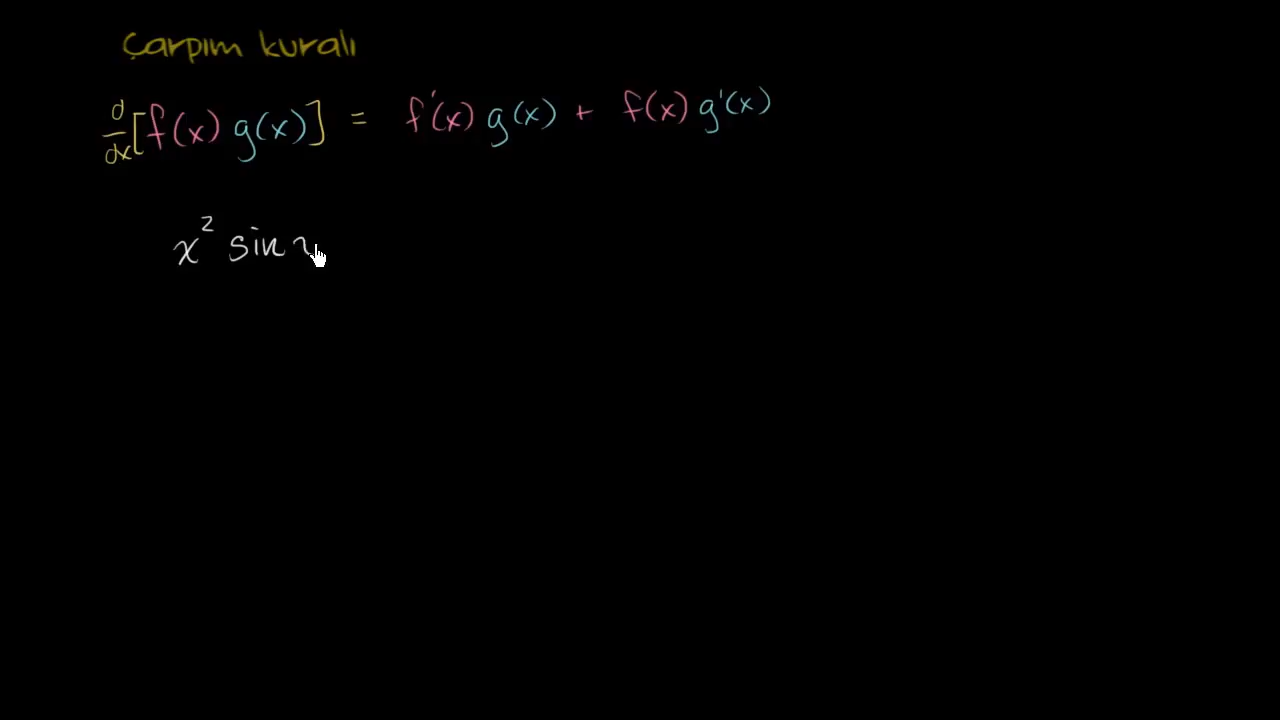 Çarpım kuralı
d/dx [f(x) g(x)] = f'(x) g(x) + f(x) g'(x)
x² sin